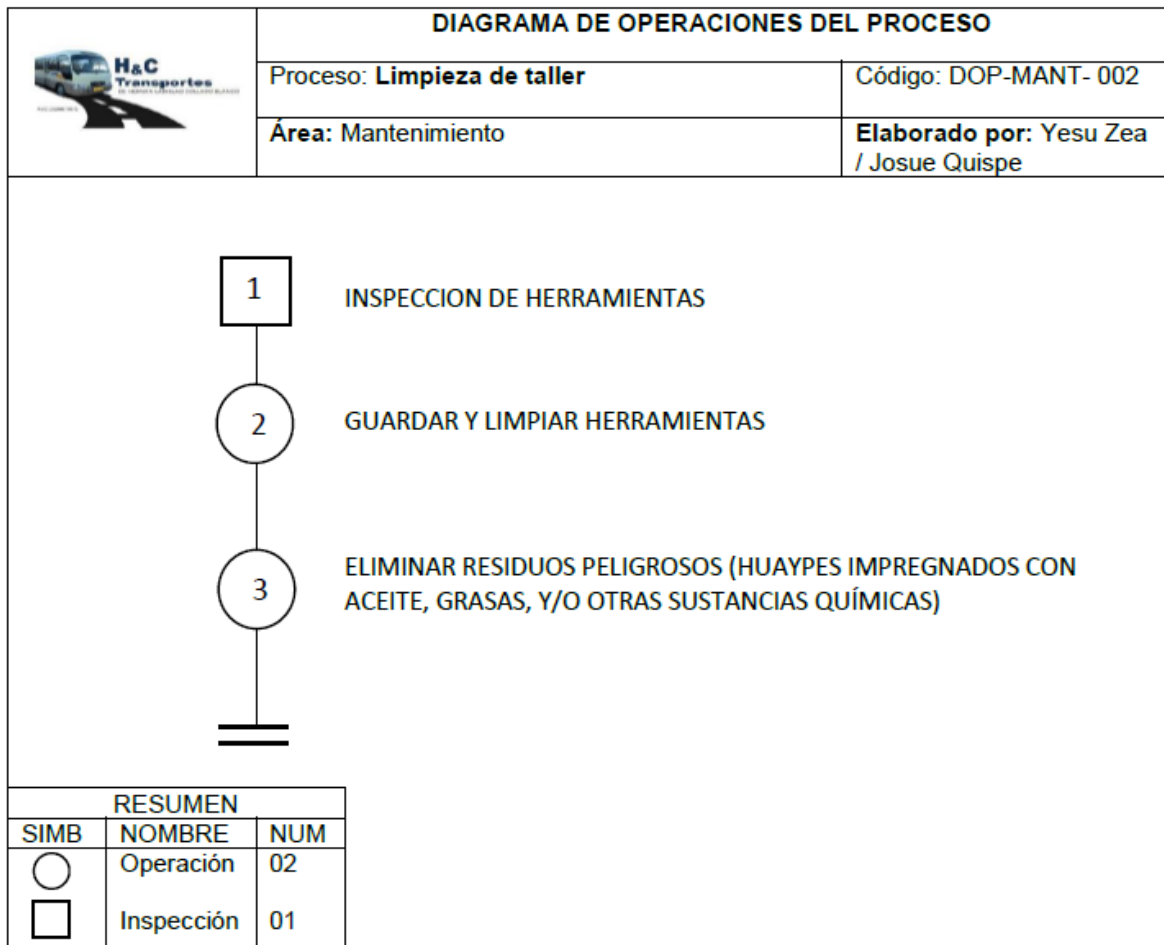 DIAGRAMA DE OPERACIONES DEL PROCESO
H&C
Transportes
Proceso: Limpieza de taller
Código: DOP-MANT- 002
Área: Mantenimiento
Elaborado por: Yesu Zea
/ Josue Quispe
1
INSPECCION DE HERRAMIENTAS
2
GUARDAR Y LIMPIAR HERRAMIENTAS
3
ELIMINAR RESIDUOS PELIGROSOS (HUAYPES IMPREGNADOS CON
ACEITE, GRASAS, Y/O OTRAS SUSTANCIAS QUÍMICAS)
RESUMEN
SIMB NOMBRE NUM
Operación 02
Inspección 01